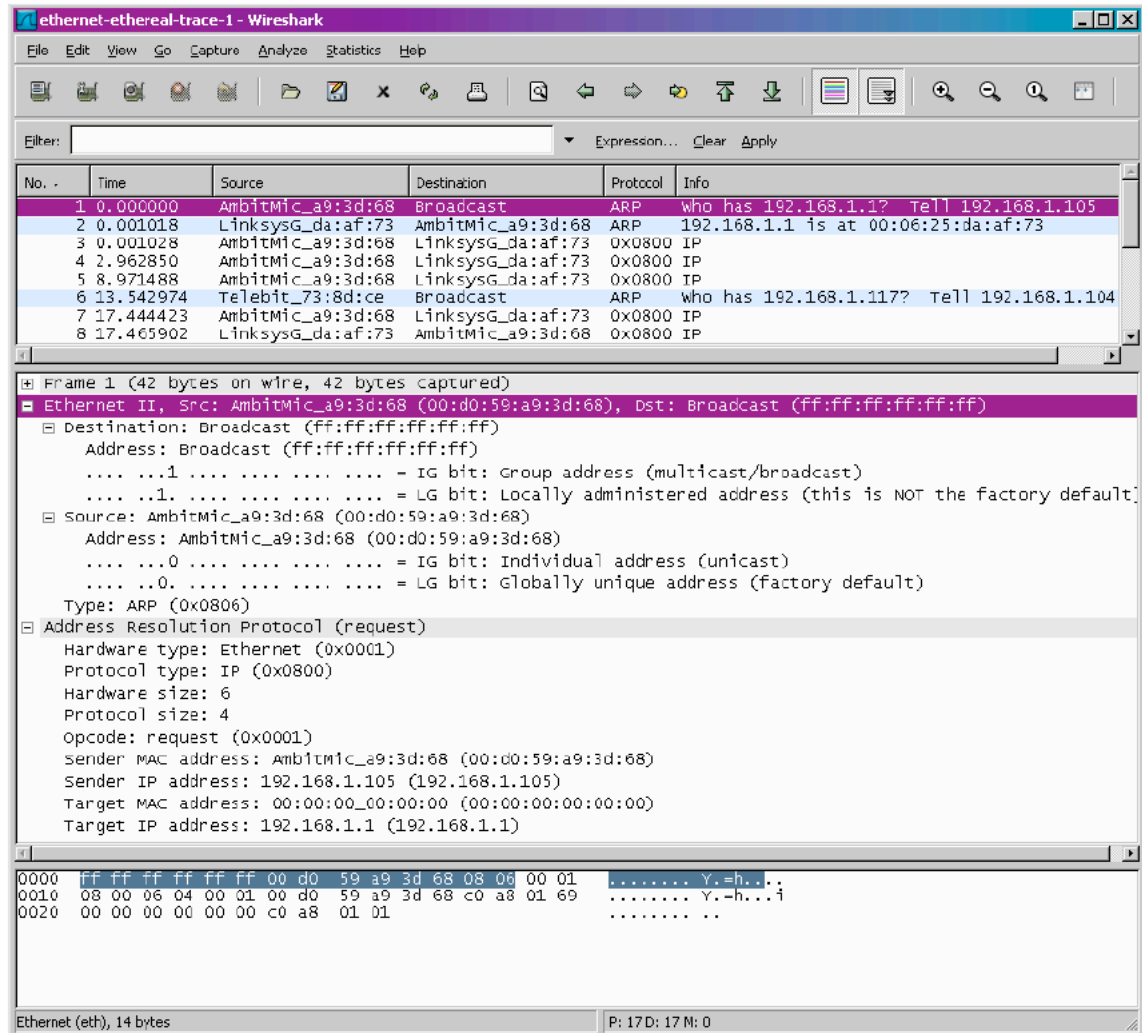 ethernet-ethereal-trace-1 - Wireshark
File Edit View Go Capture Analyze Statistics Help
Filter: Expression... Clear Apply
No. - Time Source Destination Protocol Info
1 0.000000 AmbitMic_a9:3d:68 Broadcast ARP Who has 192.168.1.1? Tell 192.168.1.105
2 0.001018 LinksysG_da:af:73 AmbitMic_a9:3d:68 ARP 192.168.1.1 is at 00:06:25:da:af:73
3 0.001028 AmbitMic_a9:3d:68 LinksysG_da:af:73 0x0800 IP
4 2.962850 AmbitMic_a9:3d:68 LinksysG_da:af:73 0x0800 IP
5 8.971488 AmbitMic_a9:3d:68 LinksysG_da:af:73 0x0800 IP
6 13.542974 Telebit_73:8d:ce Broadcast ARP Who has 192.168.1.117? Tell 192.168.1.104
7 17.444423 AmbitMic_a9:3d:68 LinksysG_da:af:73 0x0800 IP
8 17.465902 LinksysG_da:af:73 AmbitMic_a9:3d:68 0x0800 IP
Frame 1 (42 bytes on wire, 42 bytes captured)
Ethernet II, Src: AmbitMic_a9:3d:68 (00:d0:59:a9:3d:68), Dst: Broadcast (ff:ff:ff:ff:ff:ff)
Destination: Broadcast (ff:ff:ff:ff:ff:ff)
Address: Broadcast (ff:ff:ff:ff:ff:ff)
.... ...1 .... .... .... .... = IG bit: Group address (multicast/broadcast)
.... ..1. .... .... .... .... = LG bit: Locally administered address (this is NOT the factory default)
Source: AmbitMic_a9:3d:68 (00:d0:59:a9:3d:68)
Address: AmbitMic_a9:3d:68 (00:d0:59:a9:3d:68)
.... ...0 .... .... .... .... = IG bit: Individual address (unicast)
.... ..0. .... .... .... .... = LG bit: Globally unique address (factory default)
Type: ARP (0x0806)
Address Resolution Protocol (request)
Hardware type: Ethernet (0x0001)
Protocol type: IP (0x0800)
Hardware size: 6
Protocol size: 4
Opcode: request (0x0001)
Sender MAC address: AmbitMic_a9:3d:68 (00:d0:59:a9:3d:68)
Sender IP address: 192.168.1.105 (192.168.1.105)
Target MAC address: 00:00:00_00:00:00 (00:00:00:00:00:00)
Target IP address: 192.168.1.1 (192.168.1.1)
0000 ff ff ff ff ff ff 00 d0 59 a9 3d 68 08 06 00 01 ........ Y.=h....
0010 08 00 06 04 00 01 00 d0 59 a9 3d 68 c0 a8 01 69 ........ Y.=h...i
0020 00 00 00 00 00 00 c0 a8 01 01 ........ ..
Ethernet (eth), 14 bytes P: 17 D: 17 M: 0